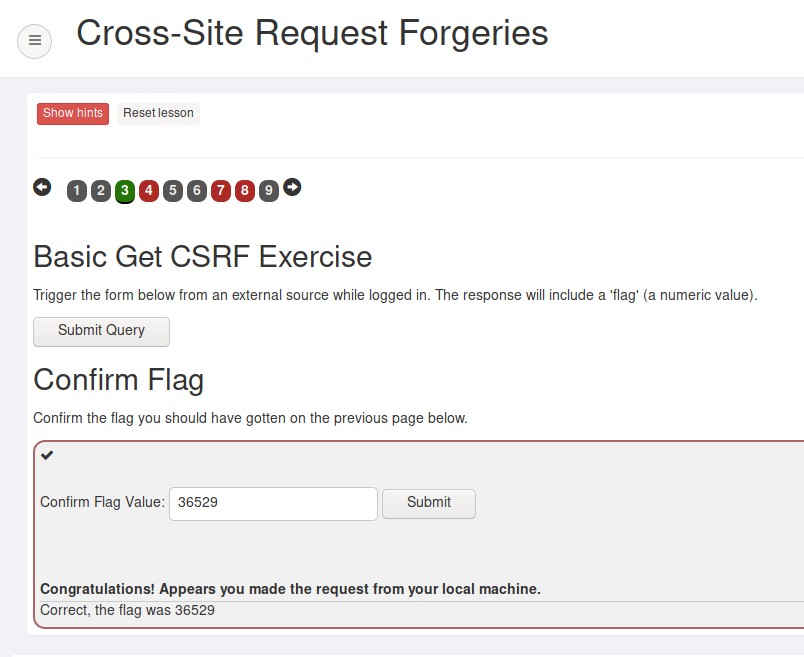 Cross-Site Request Forgeries
Show hints Reset lesson
1 2 3 4 5 6 7 8 9
Basic Get CSRF Exercise
Trigger the form below from an external source while logged in. The response will include a 'flag' (a numeric value).
Submit Query
Confirm Flag
Confirm the flag you should have gotten on the previous page below.
Confirm Flag Value: 36529 Submit
Congratulations! Appears you made the request from your local machine.
Correct, the flag was 36529